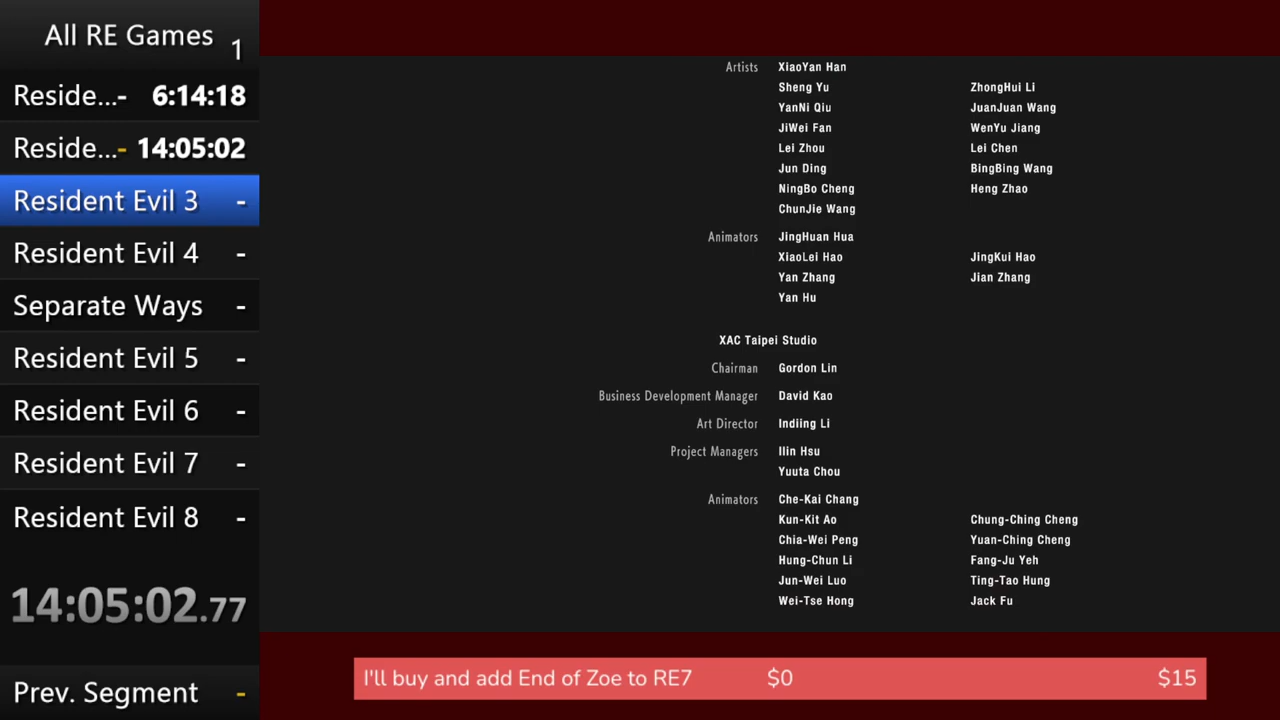 All RE Games
1
Reside...- 6:14:18
Reside...- 14:05:02
Resident Evil 3 -
Resident Evil 4 -
Separate Ways -
Resident Evil 5 -
Resident Evil 6 -
Resident Evil 7 -
Resident Evil 8 -
14:05:02.77
Prev. Segment -
Artists XiaoYan Han
Sheng Yu ZhongHui Li
YanNi Qiu JuanJuan Wang
JiWei Fan WenYu Jiang
Lei Zhou Lei Chen
Jun Ding BingBing Wang
NingBo Cheng Heng Zhao
ChunJie Wang
Animators JingHuan Hua
XiaoLei Hao JingKui Hao
Yan Zhang Jian Zhang
Yan Hu
XAC Taipei Studio
Chairman Gordon Lin
Business Development Manager David Kao
Art Director Indiing Li
Project Managers Ilin Hsu
Yuuta Chou
Animators Che-Kai Chang
Kun-Kit Ao Chung-Ching Cheng
Chia-Wei Peng Yuan-Ching Cheng
Hung-Chun Li Fang-Ju Yeh
Jun-Wei Luo Ting-Tao Hung
Wei-Tse Hong Jack Fu
I'll buy and add End of Zoe to RE7 $0 $15